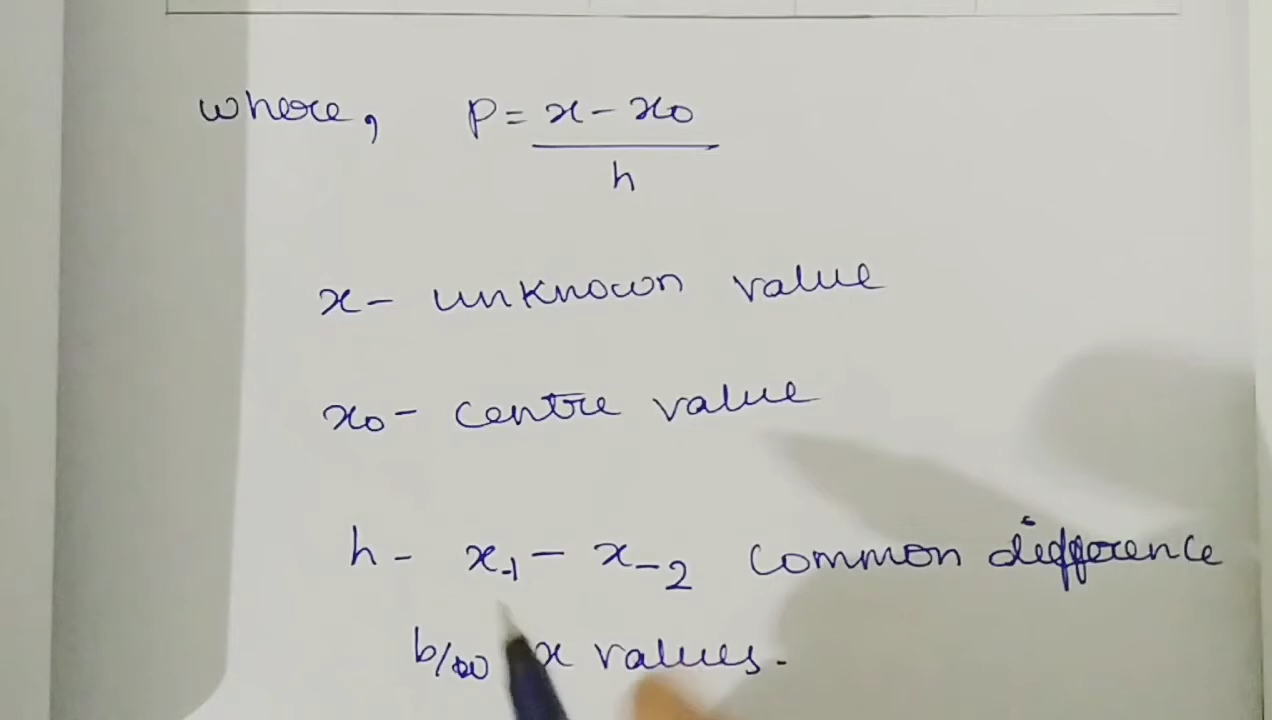 where, p = x - x0
h
x - unknown value
x0 - centre value
h - x-1 - x-2 common difference
b/w x values.